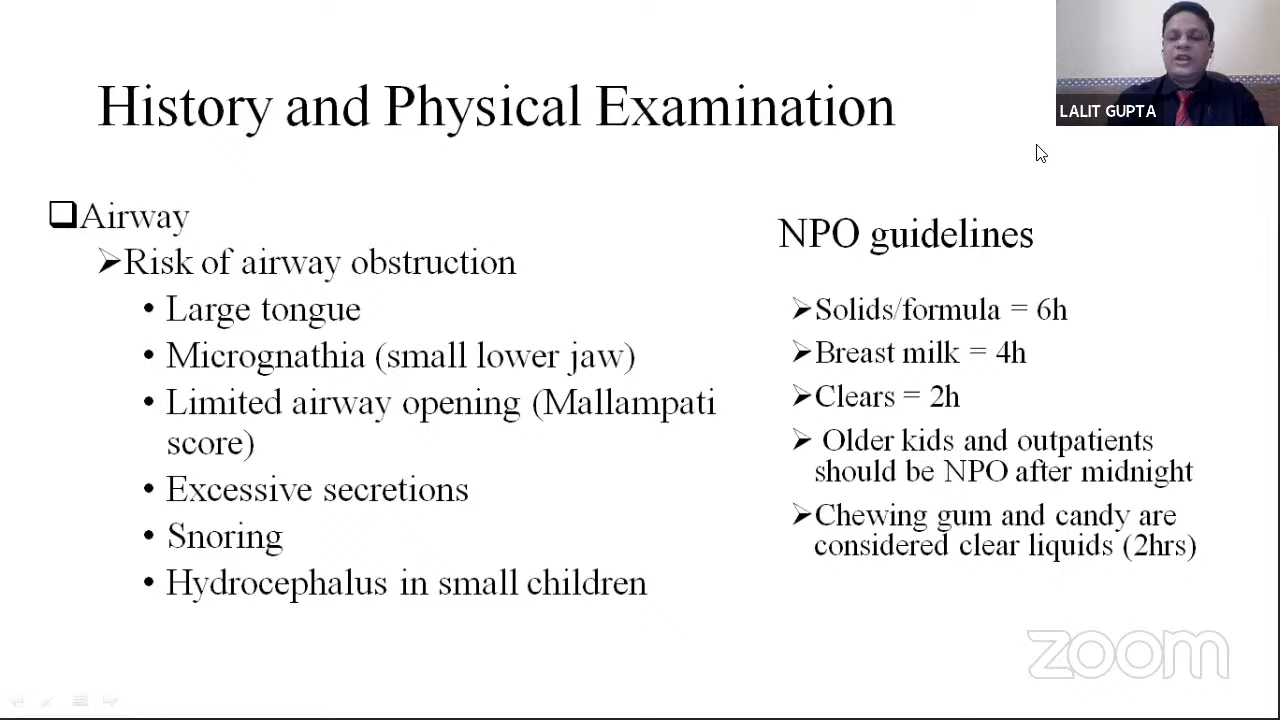 History and Physical Examination
LALIT GUPTA
❑Airway
➢Risk of airway obstruction
• Large tongue
• Micrognathia (small lower jaw)
• Limited airway opening (Mallampati
score)
• Excessive secretions
• Snoring
• Hydrocephalus in small children
NPO guidelines
➢Solids/formula = 6h
➢Breast milk = 4h
➢Clears = 2h
➢ Older kids and outpatients
should be NPO after midnight
➢Chewing gum and candy are
considered clear liquids (2hrs)
zoom